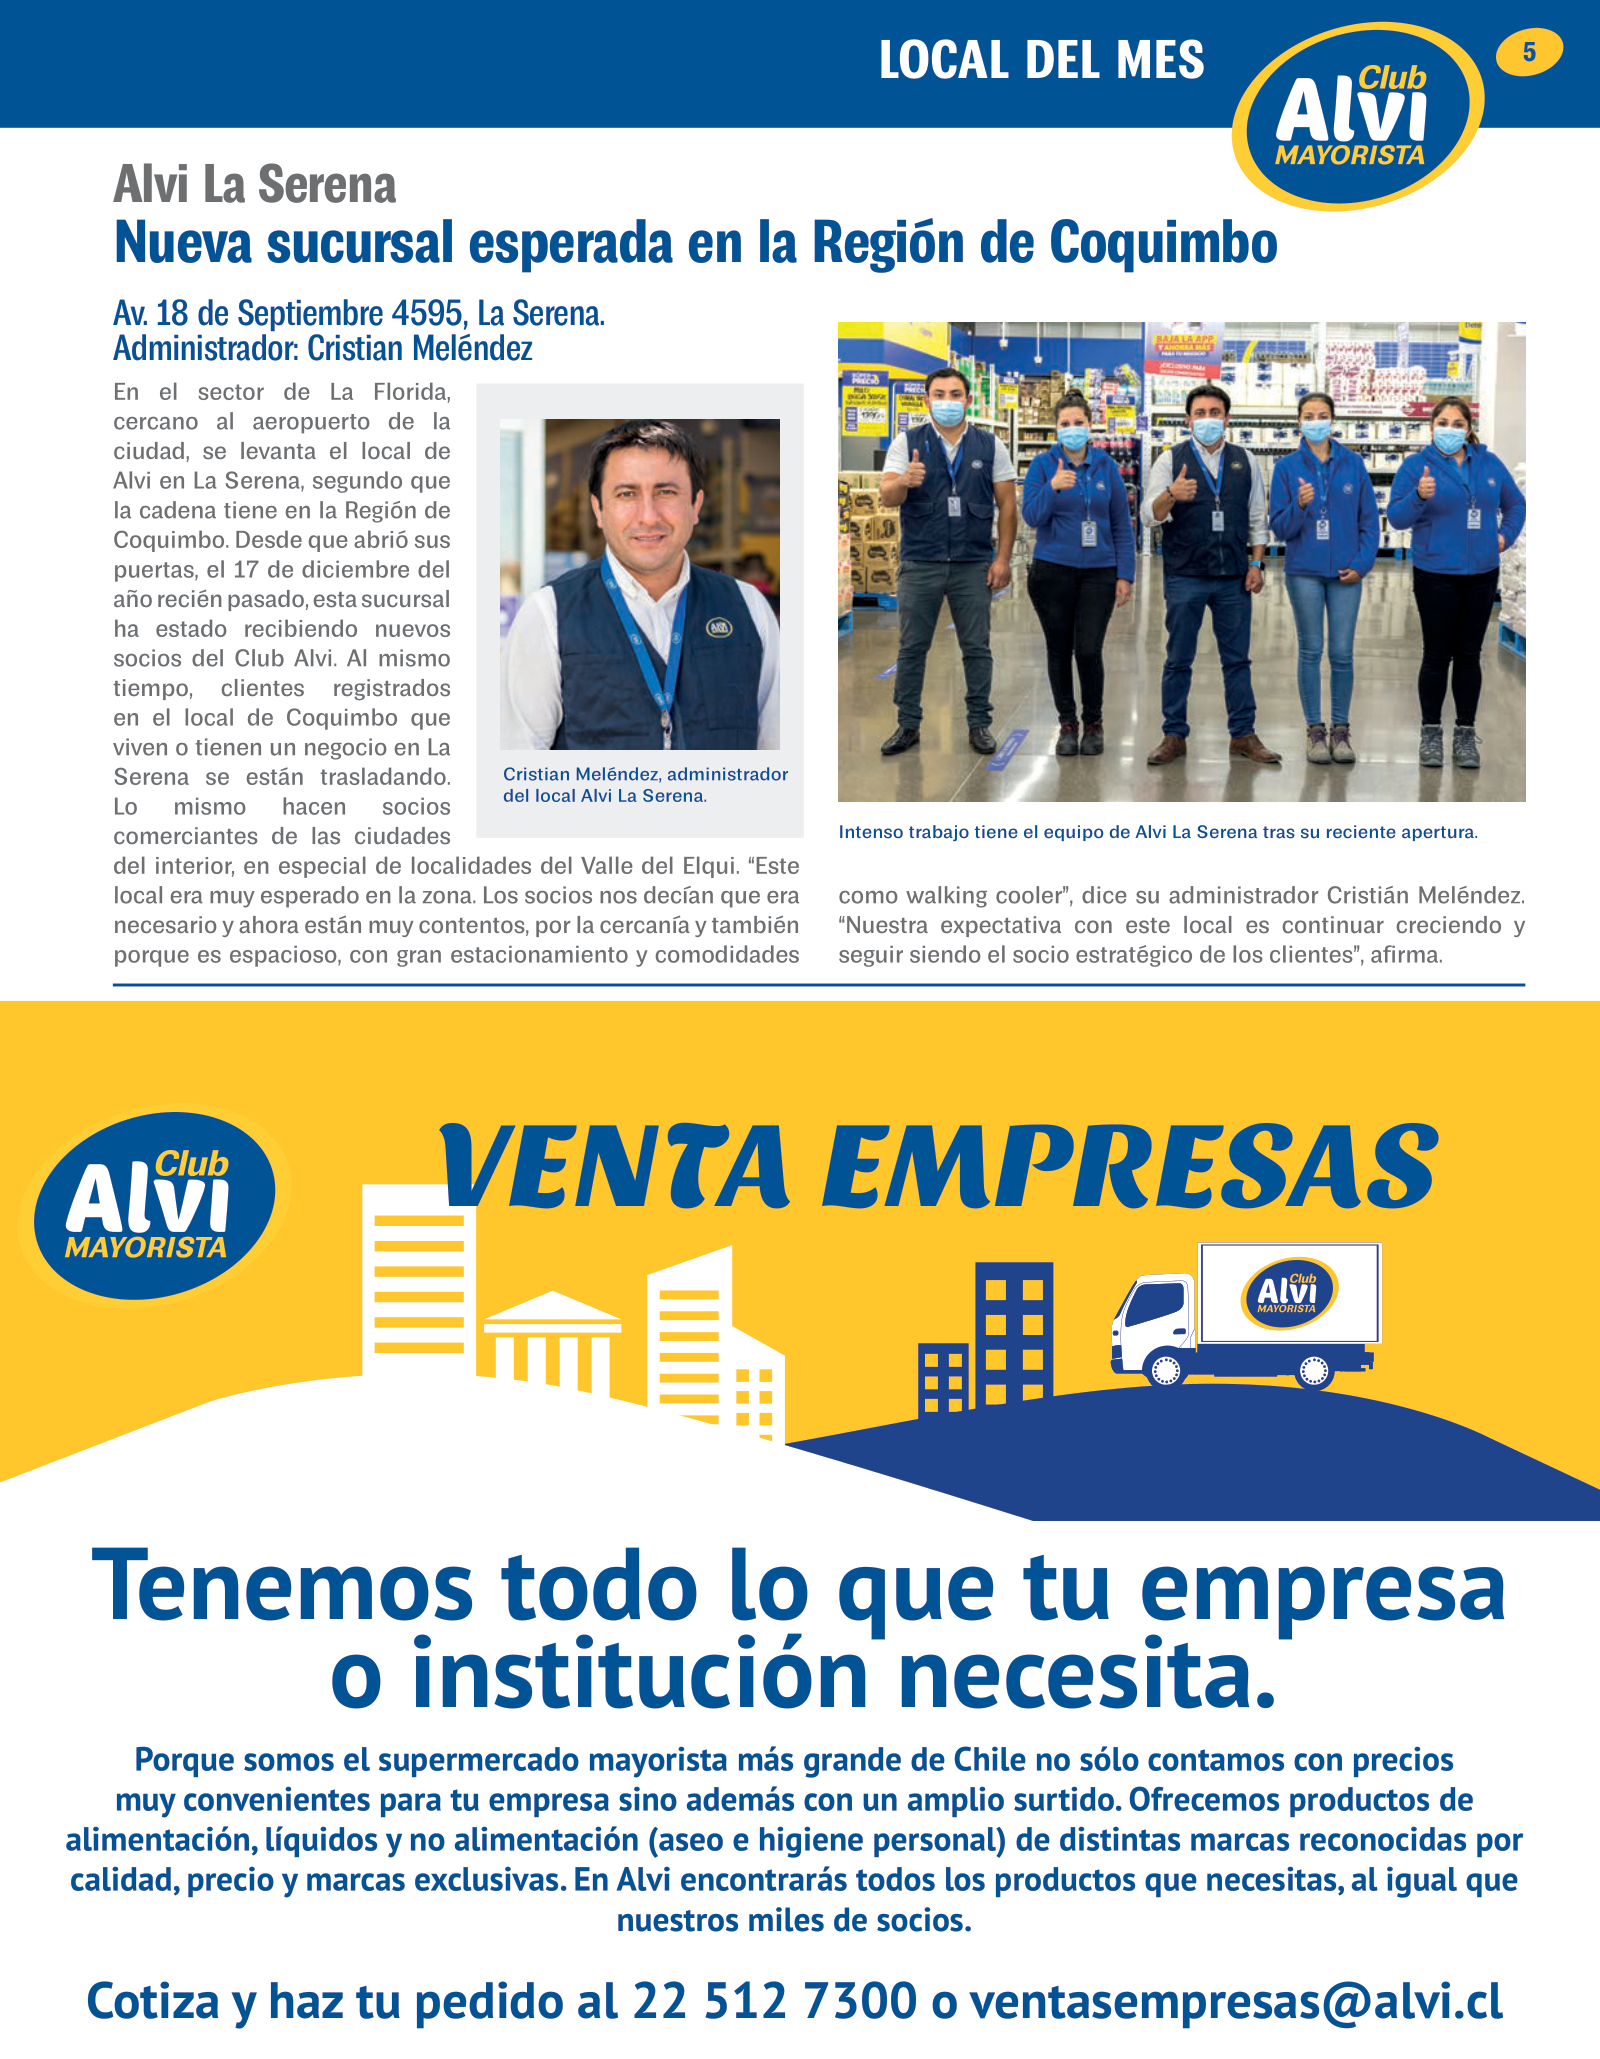 LOCAL DEL MES
Club
Alvi
MAYORISTA
5
Alvi La Serena
Nueva sucursal esperada en la Región de Coquimbo
Av. 18 de Septiembre 4595, La Serena.
Administrador: Cristian Meléndez
En el sector de La Florida,
cercano al aeropuerto de la
ciudad, se levanta el local de
Alvi en La Serena, segundo que
la cadena tiene en la Región de
Coquimbo. Desde que abrió sus
puertas, el 17 de diciembre del
año recién pasado, esta sucursal
ha estado recibiendo nuevos
socios del Club Alvi. Al mismo
tiempo, clientes registrados
en el local de Coquimbo que
viven o tienen un negocio en La
Serena se están trasladando.
Lo mismo hacen socios
comerciantes de las ciudades
del interior, en especial de localidades del Valle del Elqui. “Este
local era muy esperado en la zona. Los socios nos decían que era
necesario y ahora están muy contentos, por la cercanía y también
porque es espacioso, con gran estacionamiento y comodidades
ALVI
Cristian Meléndez, administrador
del local Alvi La Serena.
BAJA LA APP
Y AHORRA MÁS
PARA TU NEGOCIO
Intenso trabajo tiene el equipo de Alvi La Serena tras su reciente apertura.
como walking cooler”, dice su administrador Cristián Meléndez.
“Nuestra expectativa con este local es continuar creciendo y
seguir siendo el socio estratégico de los clientes”, afirma.
Club
Alvi
MAYORISTA
VENTA EMPRESAS
Club
Alvi
MAYORISTA
Tenemos todo lo que tu empresa
o institución necesita.
Porque somos el supermercado mayorista más grande de Chile no sólo contamos con precios
muy convenientes para tu empresa sino además con un amplio surtido. Ofrecemos productos de
alimentación, líquidos y no alimentación (aseo e higiene personal) de distintas marcas reconocidas por
calidad, precio y marcas exclusivas. En Alvi encontrarás todos los productos que necesitas, al igual que
nuestros miles de socios.
Cotiza y haz tu pedido al 22 512 7300 o ventasempresas@alvi.cl